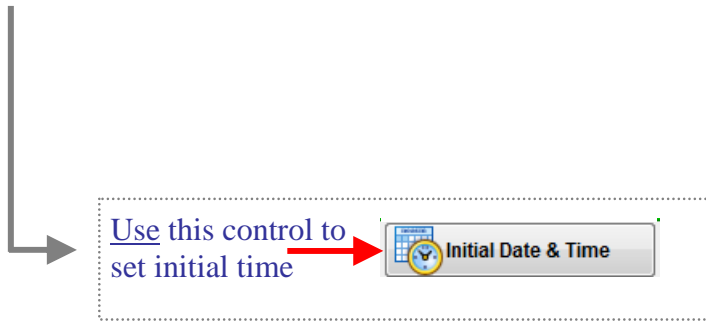 Use this control to
set initial time
Initial Date & Time